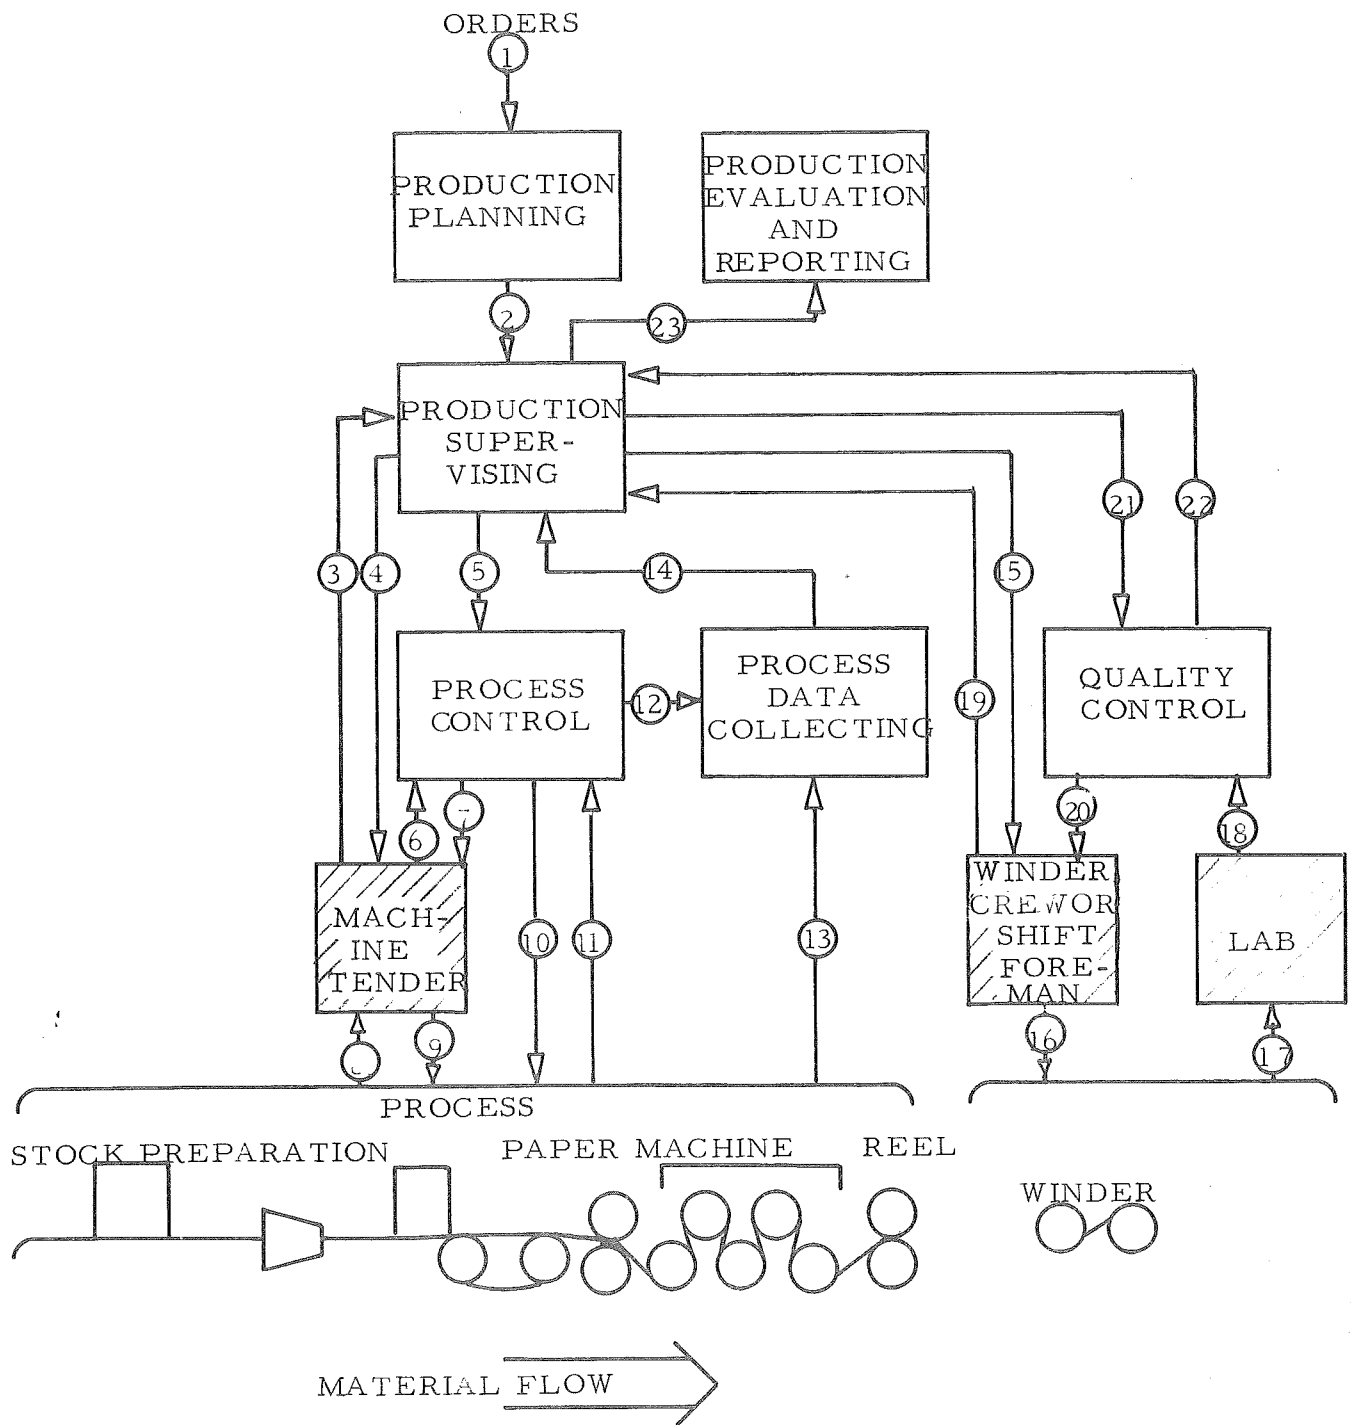 ORDERS
1
PRODUCTION
PLANNING
PRODUCTION
EVALUATION
AND
REPORTING
2
23
PRODUCTION
SUPER-
VISING
21
22
3
4
5
14
15
PROCESS
CONTROL
12
PROCESS
DATA
COLLECTING
19
QUALITY
CONTROL
6
7
20
18
MACH-
INE
TENDER
10
11
13
WINDER
CREW OR
SHIFT
FORE-
MAN
LAB
9
16
17
PROCESS
STOCK PREPARATION
PAPER MACHINE
REEL
WINDER
MATERIAL FLOW